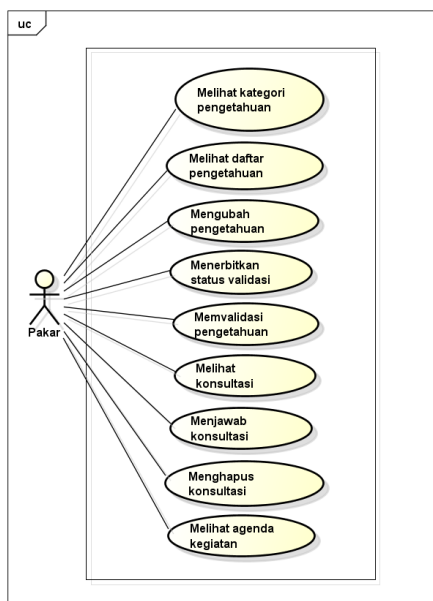 uc
Melihat kategori
pengetahuan
Melihat daftar
pengetahuan
Mengubah
pengetahuan
Menerbitkan
status validasi
Memvalidasi
pengetahuan
Pakar
Melihat
konsultasi
Menjawab
konsultasi
Menghapus
konsultasi
Melihat agenda
kegiatan